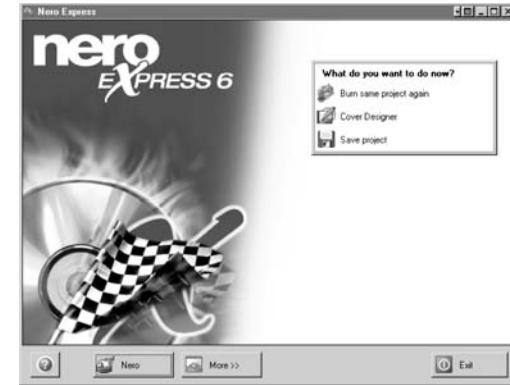 Nero Express
nero
EXPRESS 6
What do you want to do now?
Burn same project again
Cover Designer
Save project
?
Nero
More >>
Exit